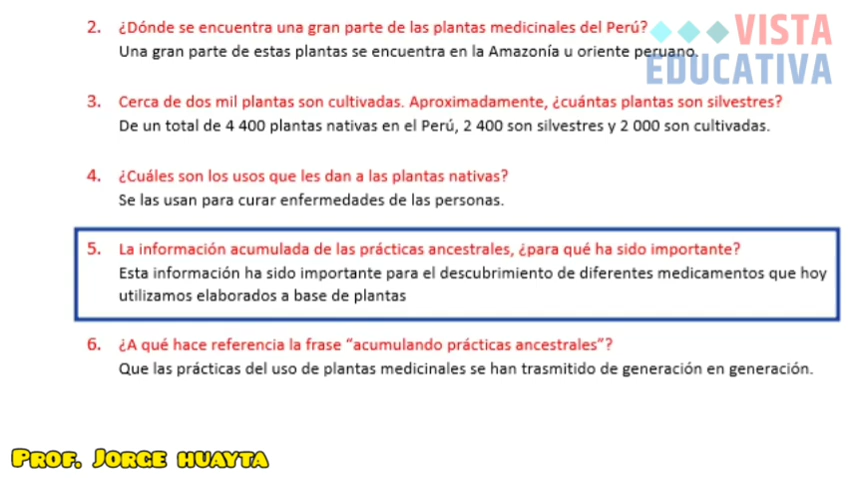 VISTA
EDUCATIVA
2. ¿Dónde se encuentra una gran parte de las plantas medicinales del Perú?
Una gran parte de estas plantas se encuentra en la Amazonía u oriente peruano.
3. Cerca de dos mil plantas son cultivadas. Aproximadamente, ¿cuántas plantas son silvestres?
De un total de 4 400 plantas nativas en el Perú, 2 400 son silvestres y 2 000 son cultivadas.
4. ¿Cuáles son los usos que les dan a las plantas nativas?
Se las usan para curar enfermedades de las personas.
5. La información acumulada de las prácticas ancestrales, ¿para qué ha sido importante?
Esta información ha sido importante para el descubrimiento de diferentes medicamentos que hoy
utilizamos elaborados a base de plantas
6. ¿A qué hace referencia la frase “acumulando prácticas ancestrales”?
Que las prácticas del uso de plantas medicinales se han trasmitido de generación en generación.
Prof. Jorge huayta